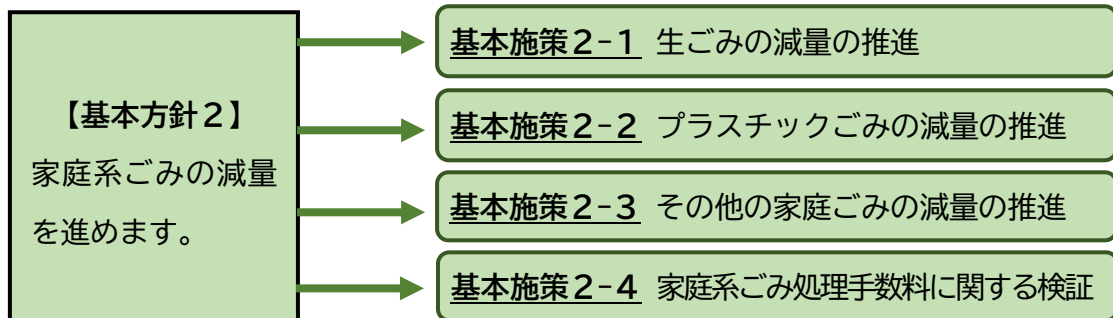 【基本方針２】
家庭系ごみの減量
を進めます。
基本施策２-１ 生ごみの減量の推進
基本施策２-２ プラスチックごみの減量の推進
基本施策２-３ その他の家庭ごみの減量の推進
基本施策２-４ 家庭系ごみ処理手数料に関する検証